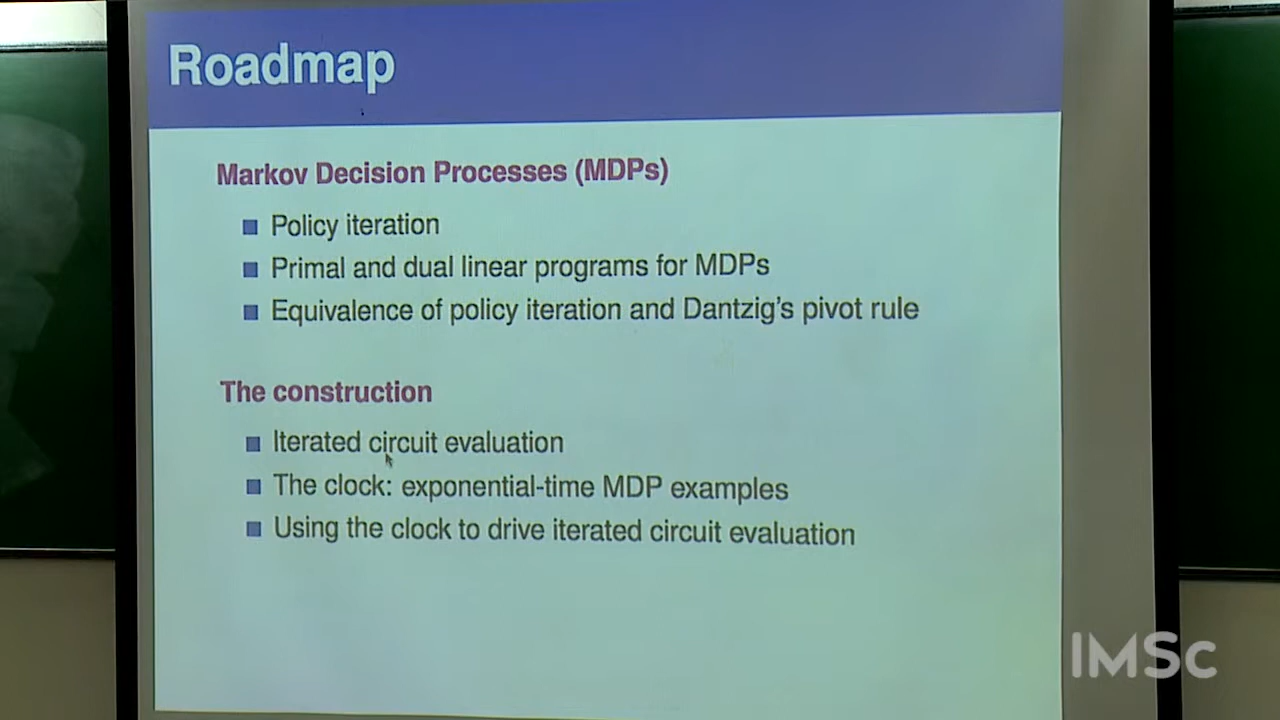 Roadmap
Markov Decision Processes (MDPs)
Policy iteration
Primal and dual linear programs for MDPs
Equivalence of policy iteration and Dantzig's pivot rule
The construction
Iterated circuit evaluation
The clock: exponential-time MDP examples
Using the clock to drive iterated circuit evaluation
IMSc